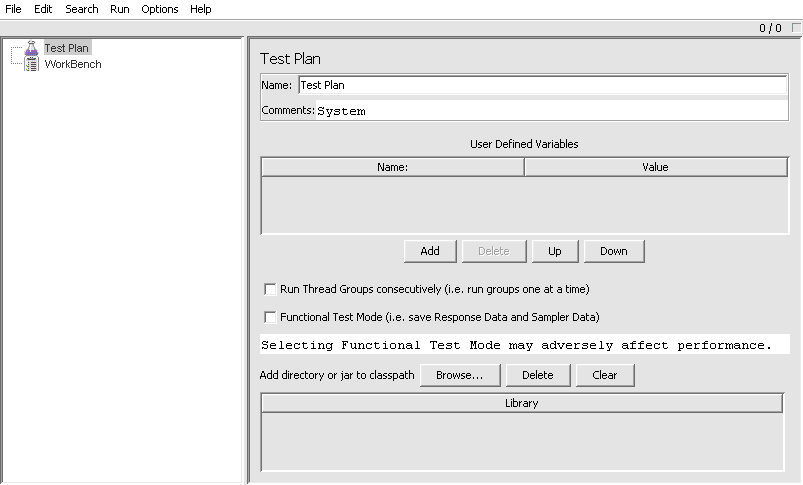 File Edit Search Run Options Help
0 / 0
Test Plan
WorkBench
Test Plan
Name: Test Plan
Comments: System
User Defined Variables
Name: Value
Add Delete Up Down
Run Thread Groups consecutively (i.e. run groups one at a time)
Functional Test Mode (i.e. save Response Data and Sampler Data)
Selecting Functional Test Mode may adversely affect performance.
Add directory or jar to classpath Browse... Delete Clear
Library